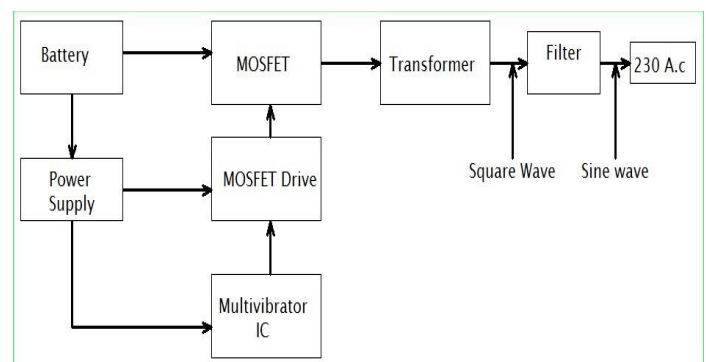 Battery
MOSFET
Transformer
Filter
230 A.c
Power
Supply
MOSFET Drive
Square Wave
Sine wave
Multivibrator
IC